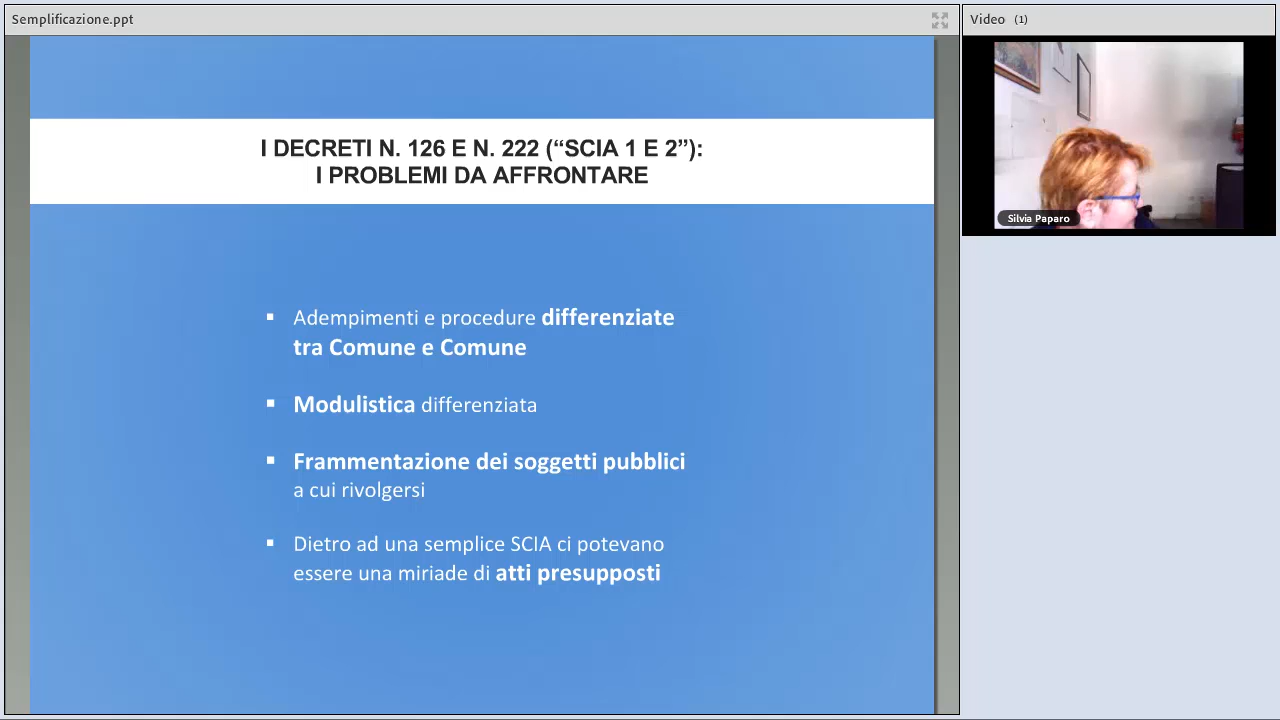 Semplificazione.ppt
Video (1)
I DECRETI N. 126 E N. 222 (“SCIA 1 E 2”):
I PROBLEMI DA AFFRONTARE
▪ Adempimenti e procedure differenziate
tra Comune e Comune
▪ Modulistica differenziata
▪ Frammentazione dei soggetti pubblici
a cui rivolgersi
▪ Dietro ad una semplice SCIA ci potevano
essere una miriade di atti presupposti
Silvia Paparo